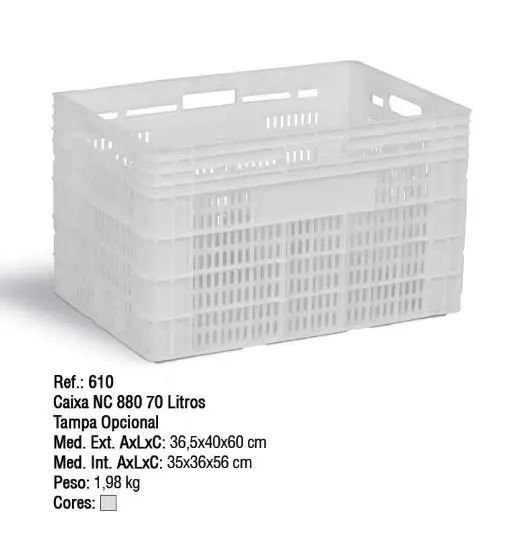 Ref.: 610
Caixa NC 880 70 Litros
Tampa Opcional
Med. Ext. AxLxC: 36,5x40x60 cm
Med. Int. AxLxC: 35x36x56 cm
Peso: 1,98 kg
Cores: